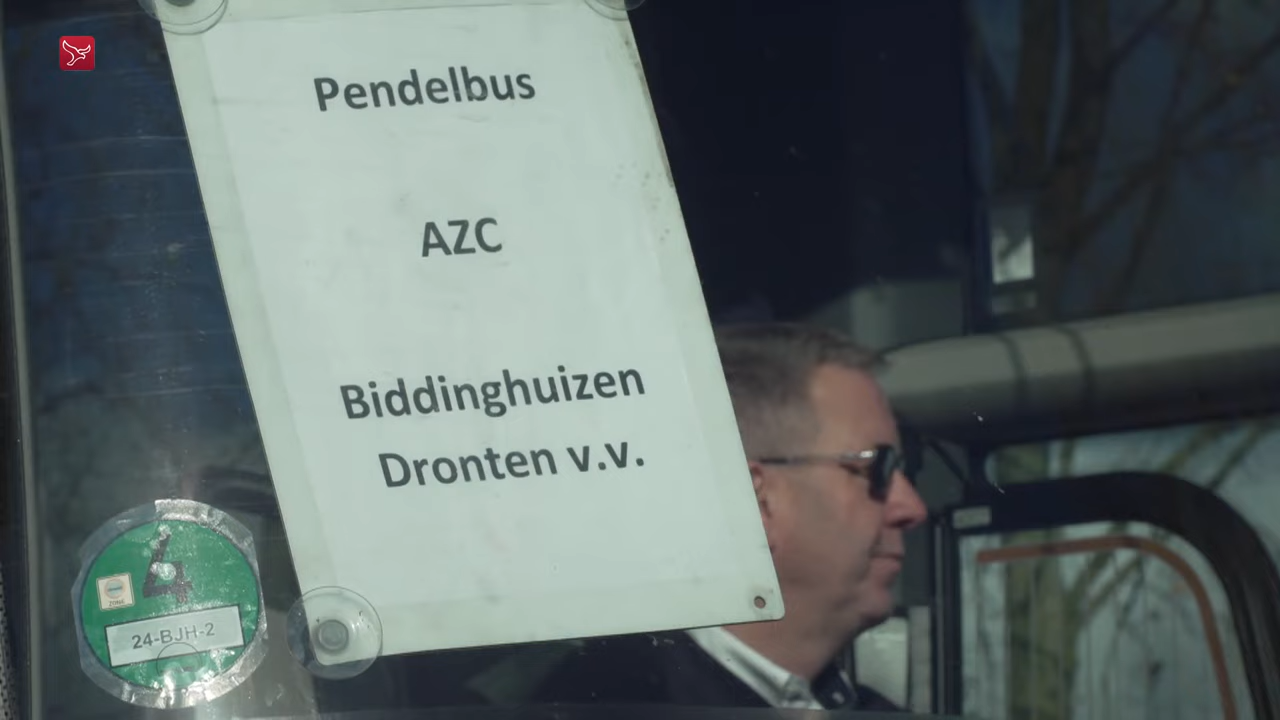 Pendelbus
AZC
Biddinghuizen
Dronten v.v.
4
24-BJH-2